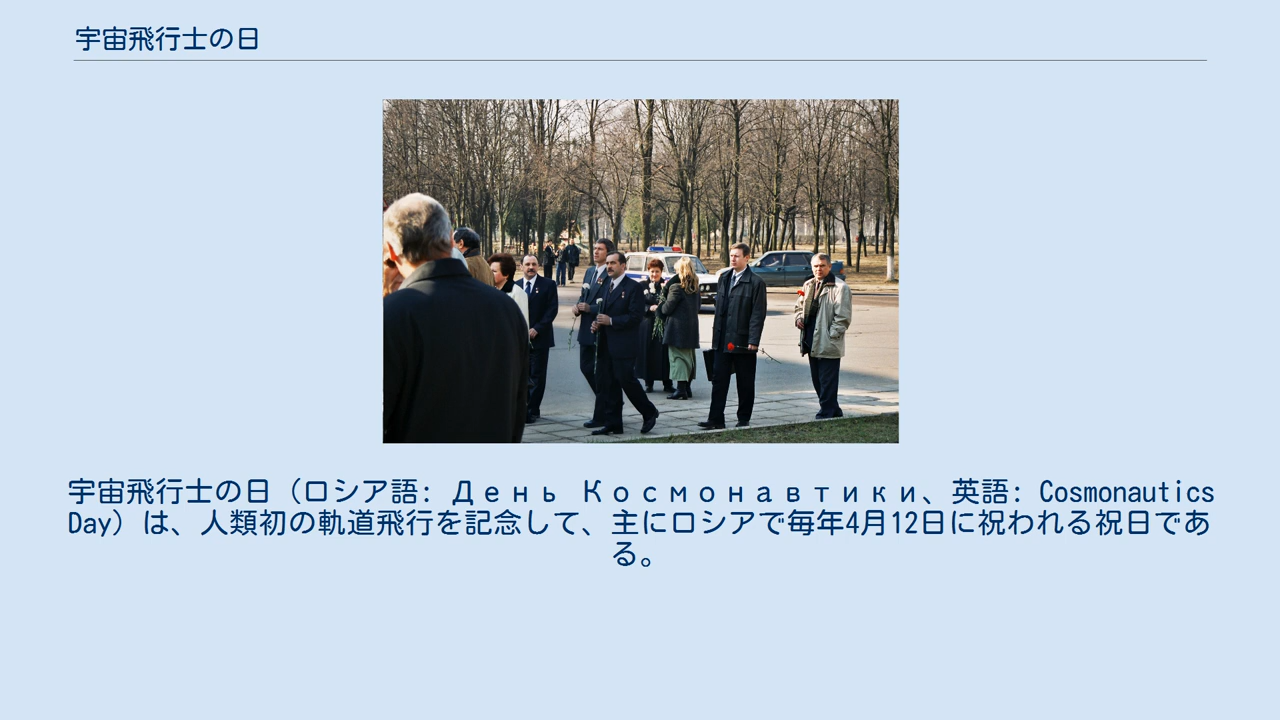 宇宙飛行士の日
宇宙飛行士の日（ロシア語: День Космонавтики、英語: Cosmonautics
Day）は、人類初の軌道飛行を記念して、主にロシアで毎年4月12日に祝われる祝日であ
る。